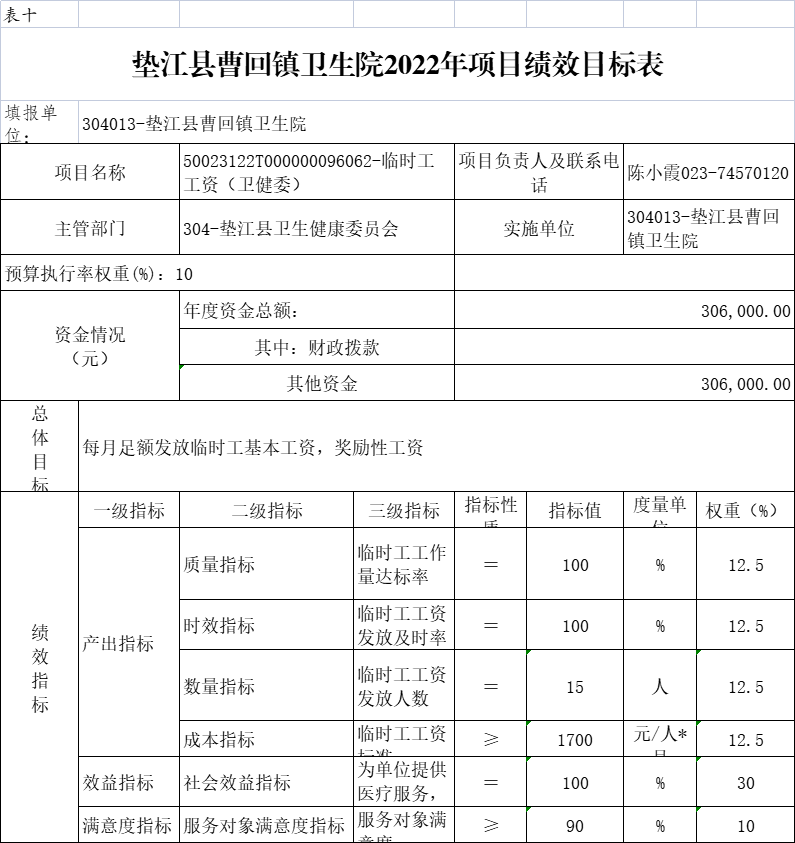 表十
垫江县曹回镇卫生院2022年项目绩效目标表
填报单
位:
304013-垫江县曹回镇卫生院
项目名称
50023122T000000096062-临时工
工资（卫健委）
项目负责人及联系电
话
陈小霞023-74570120
主管部门
304-垫江县卫生健康委员会
实施单位
304013-垫江县曹回
镇卫生院
预算执行率权重(%): 10
资金情况
（元）
年度资金总额:
306,000.00
其中: 财政拨款
其他资金
306,000.00
总
体
目
标
每月足额发放临时工基本工资, 奖励性工资
绩
效
指
标
一级指标
二级指标
三级指标
指标性
质
指标值
度量单
位
权重（%）
产出指标
质量指标
临时工工作
量达标率
＝
100
%
12.5
时效指标
临时工工资
发放及时率
＝
100
%
12.5
数量指标
临时工工资
发放人数
＝
15
人
12.5
成本指标
临时工工资
标准
≥
1700
元/人*
月
12.5
效益指标
社会效益指标
为单位提供
医疗服务,
＝
100
%
30
满意度指标
服务对象满意度指标
服务对象满
意度
≥
90
%
10